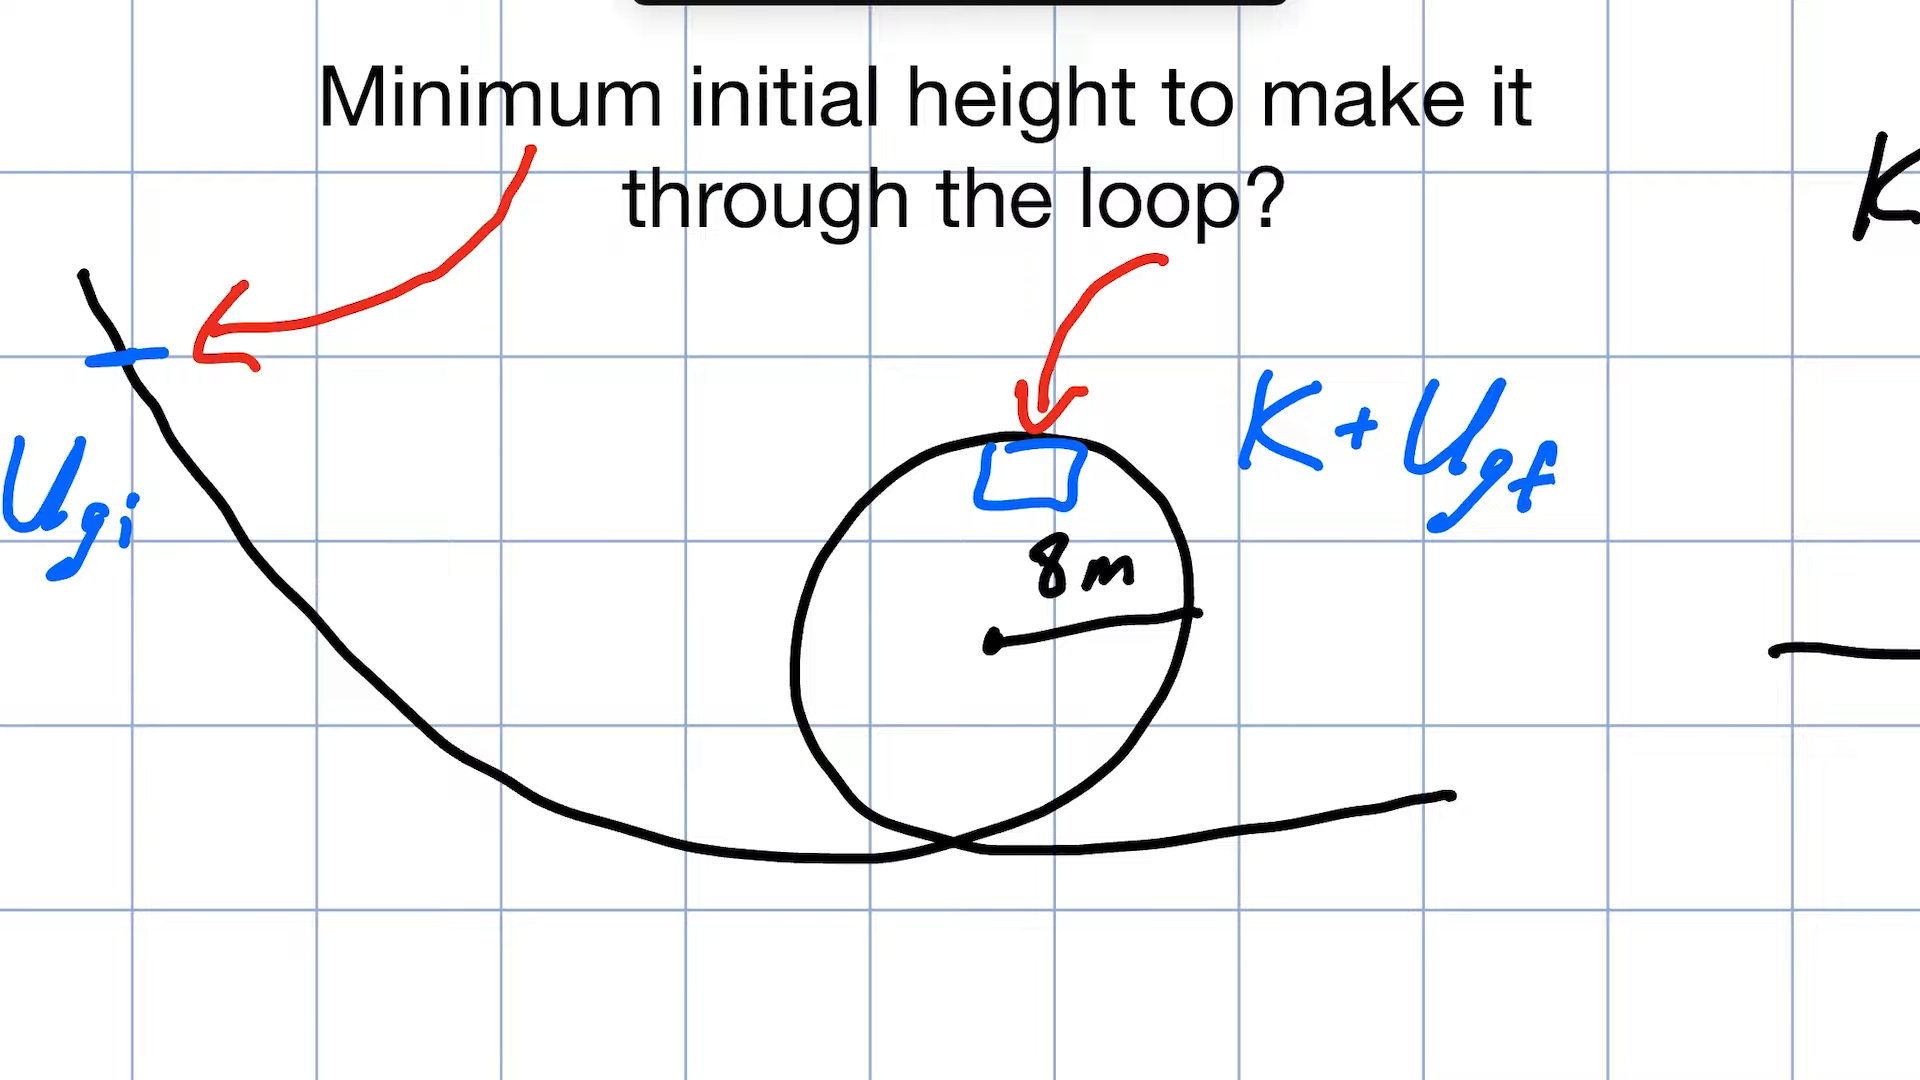 Minimum initial height to make it
through the loop?
K
Ugi
K + Ugf
8m